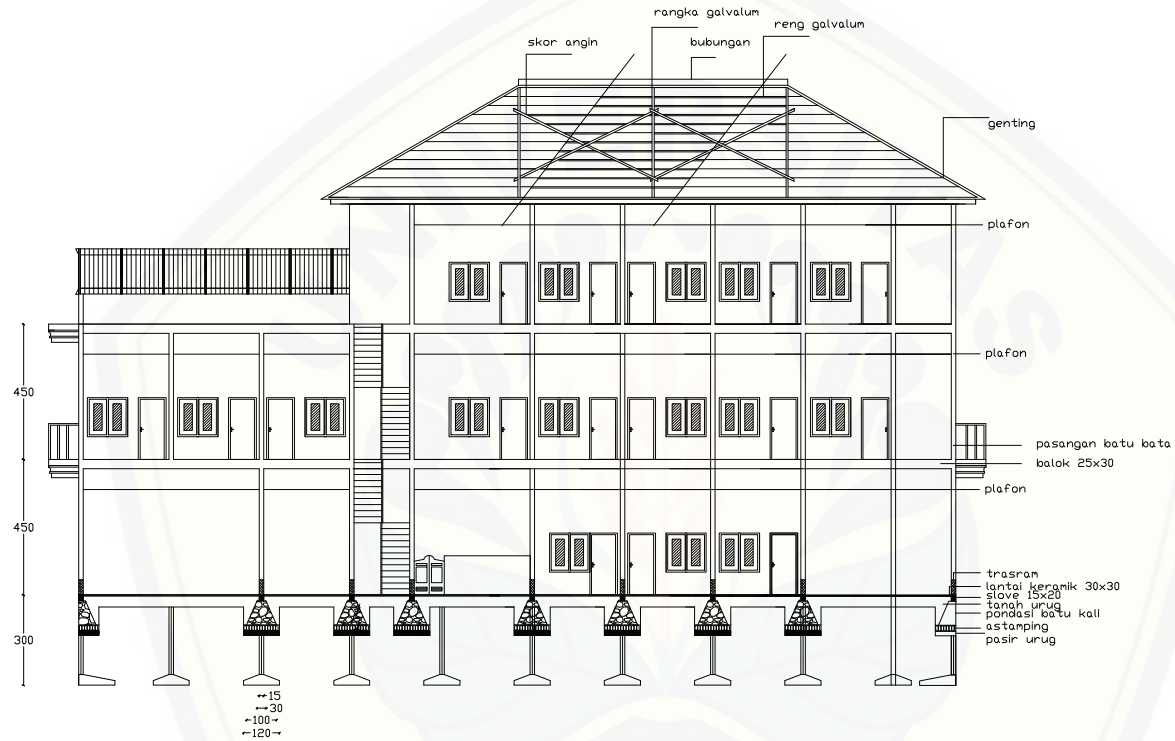 rangka galvalum
reng galvalum
skor angin
bubungan
genting
plafon
plafon
450
pasangan batu bata
balok 25x30
plafon
450
trasram
lantai keramik 30x30
slove 15x20
tanah urug
pondasi batu kali
astamping
pasir urug
300
15
30
100
120
UNIVERSITAS